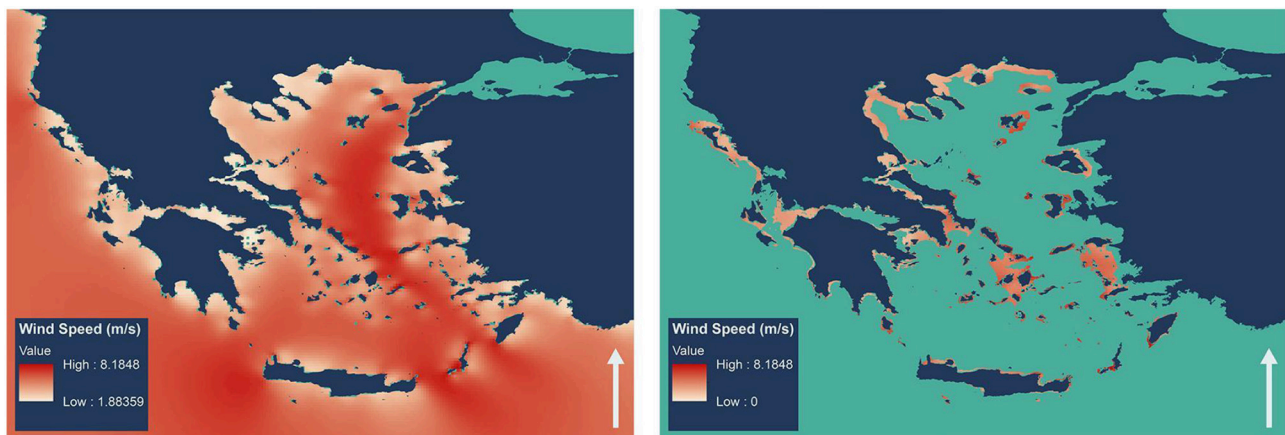 Wind Speed (m/s)
Value
High : 8.1848
Low : 1.88359
Wind Speed (m/s)
Value
High : 8.1848
Low : 0